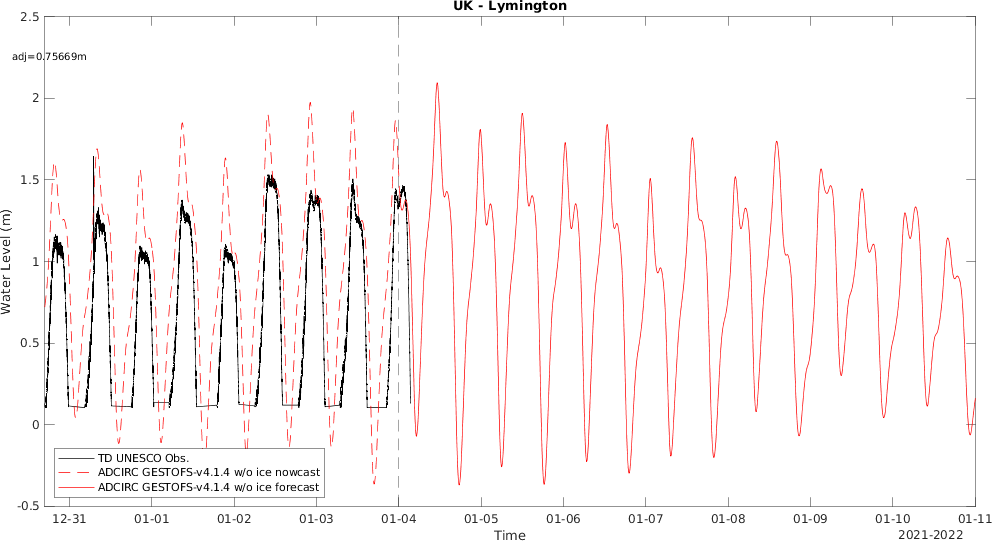 UK - Lymington
adj=0.75669m
Water Level (m)
2.5
2
1.5
1
0.5
0
-0.5
TD UNESCO Obs.
ADCIRC GESTOFS-v4.1.4 w/o ice nowcast
ADCIRC GESTOFS-v4.1.4 w/o ice forecast
12-31 01-01 01-02 01-03 01-04 01-05 01-06 01-07 01-08 01-09 01-10 01-11
Time
2021-2022